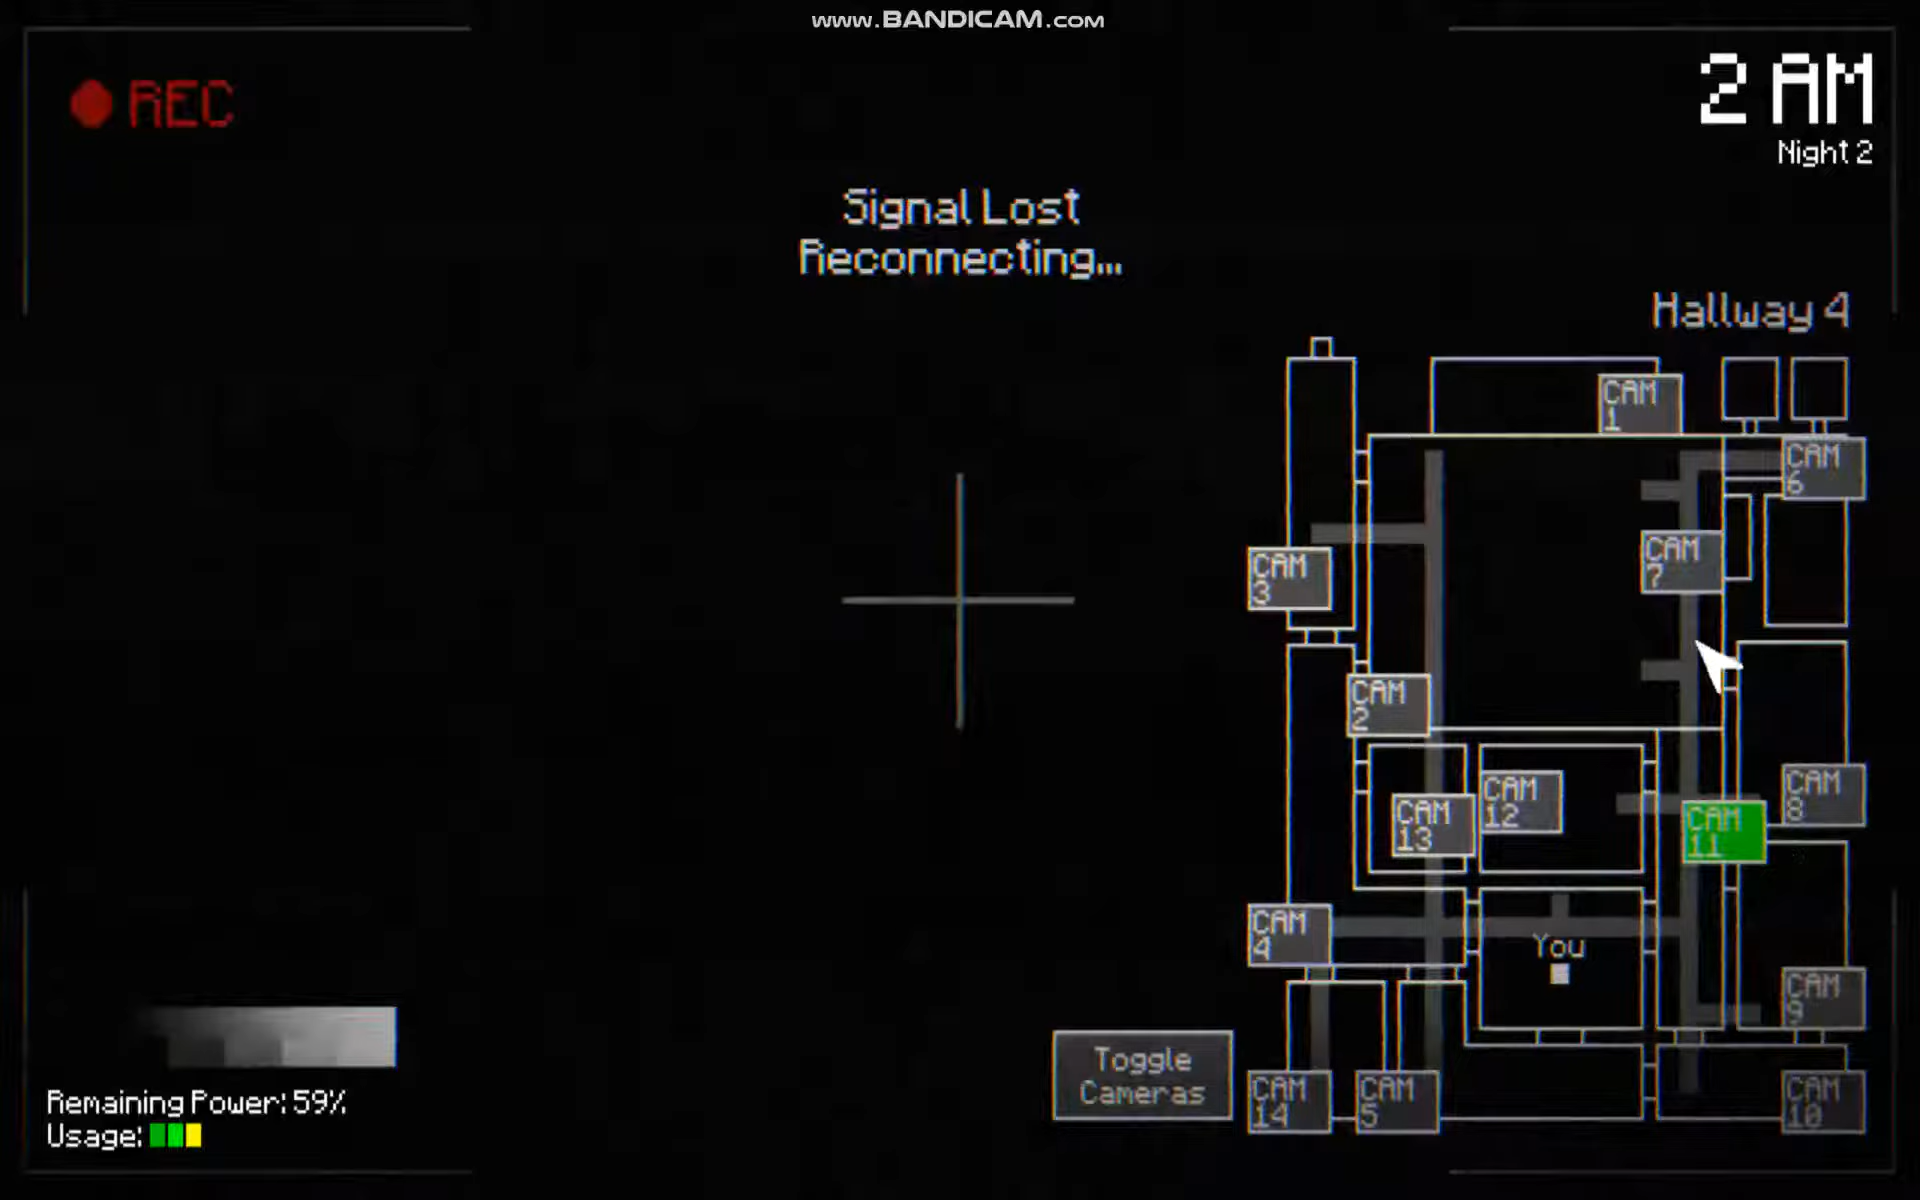 www.BANDICAM.com
REC
2 AM
Night 2
Signal Lost
Reconnecting...
Hallway 4
CAM
1
CAM
6
CAM
7
CAM
3
CAM
2
CAM
12
CAM
13
CAM
8
CAM
11
CAM
4
You
CAM
9
Toggle
Cameras
CAM
14
CAM
5
CAM
10
Remaining Power: 59%
Usage: